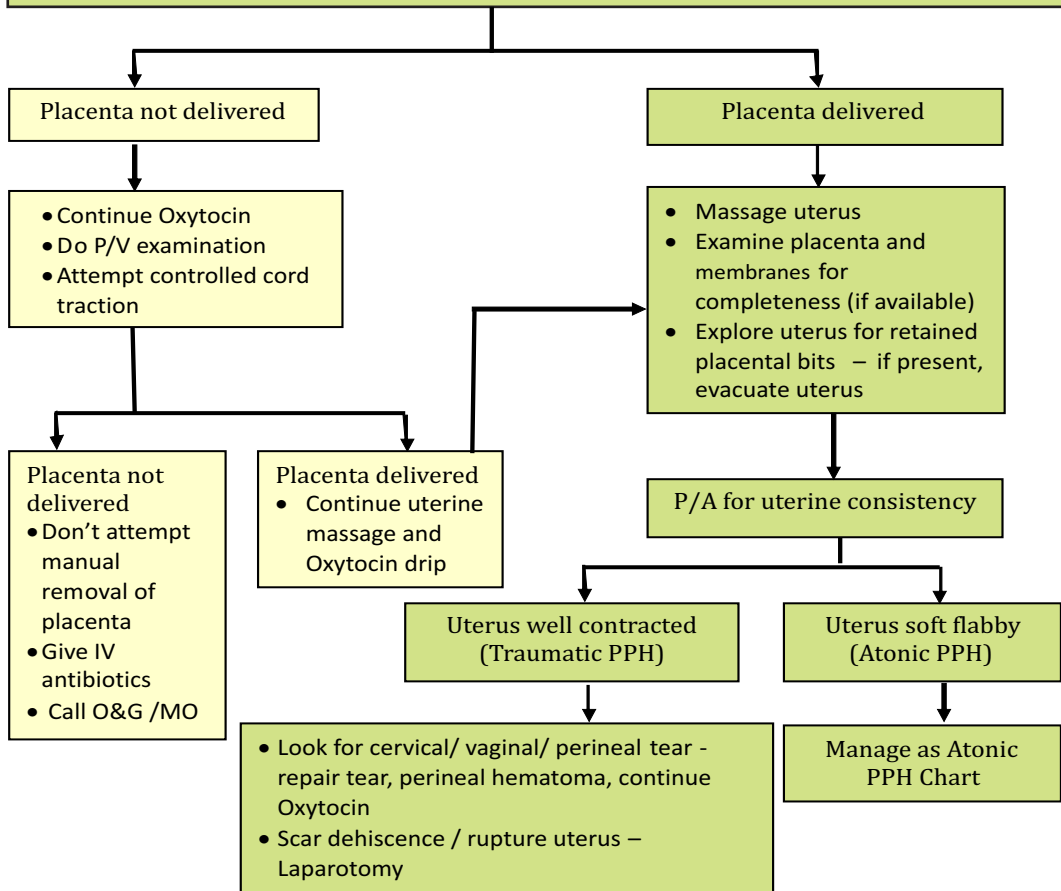 Placenta not delivered
Placenta delivered
• Continue Oxytocin
• Do P/V examination
• Attempt controlled cord
traction
• Massage uterus
• Examine placenta and
membranes for
completeness (if available)
• Explore uterus for retained
placental bits – if present,
evacuate uterus
Placenta not
delivered
• Don’t attempt
manual
removal of
placenta
• Give IV
antibiotics
• Call O&G /MO
Placenta delivered
• Continue uterine
massage and
Oxytocin drip
P/A for uterine consistency
Uterus well contracted
(Traumatic PPH)
Uterus soft flabby
(Atonic PPH)
• Look for cervical/ vaginal/ perineal tear -
repair tear, perineal hematoma, continue
Oxytocin
• Scar dehiscence / rupture uterus –
Laparotomy
Manage as Atonic
PPH Chart